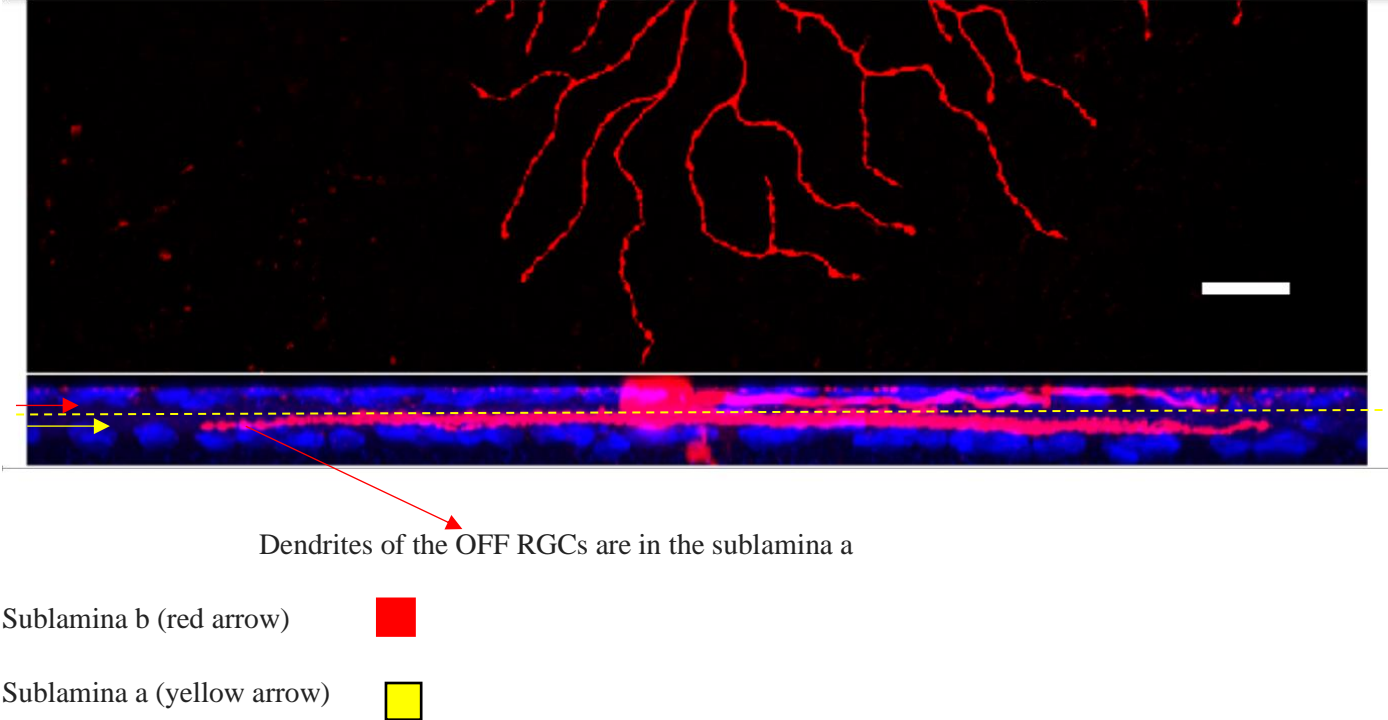 Dendrites of the OFF RGCs are in the sublamina a
Sublamina b (red arrow)
Sublamina a (yellow arrow)